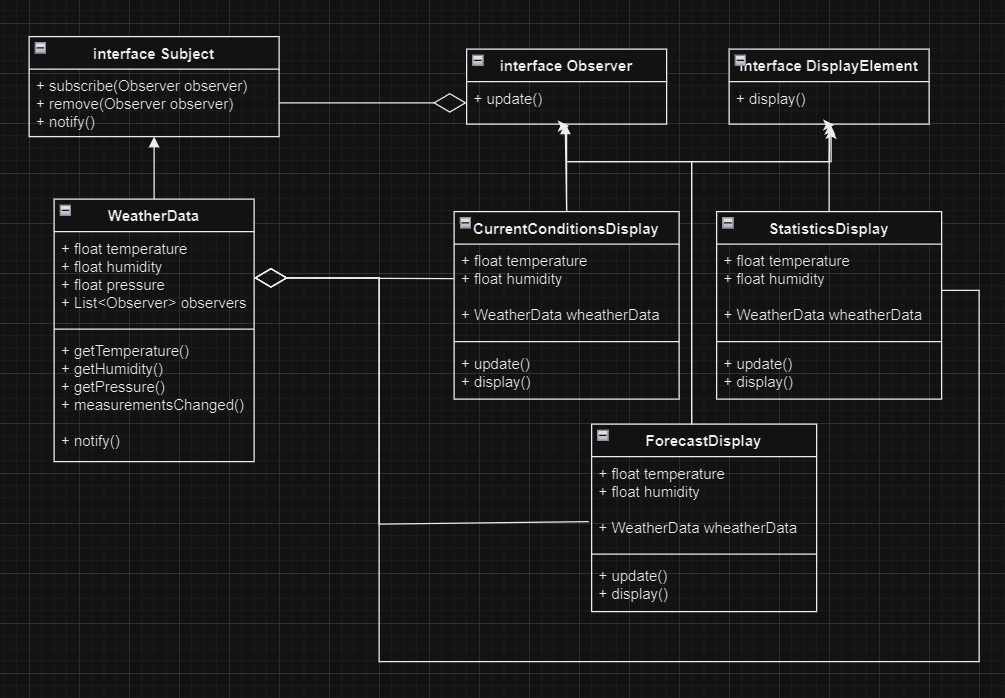 interface Subject
+ subscribe(Observer observer)
+ remove(Observer observer)
+ notify()
interface Observer
+ update()
interface DisplayElement
+ display()
WeatherData
+ float temperature
+ float humidity
+ float pressure
+ List<Observer> observers
+ getTemperature()
+ getHumidity()
+ getPressure()
+ measurementsChanged()
+ notify()
CurrentConditionsDisplay
+ float temperature
+ float humidity
+ WeatherData wheatherData
+ update()
+ display()
StatisticsDisplay
+ float temperature
+ float humidity
+ WeatherData wheatherData
+ update()
+ display()
ForecastDisplay
+ float temperature
+ float humidity
+ WeatherData wheatherData
+ update()
+ display()